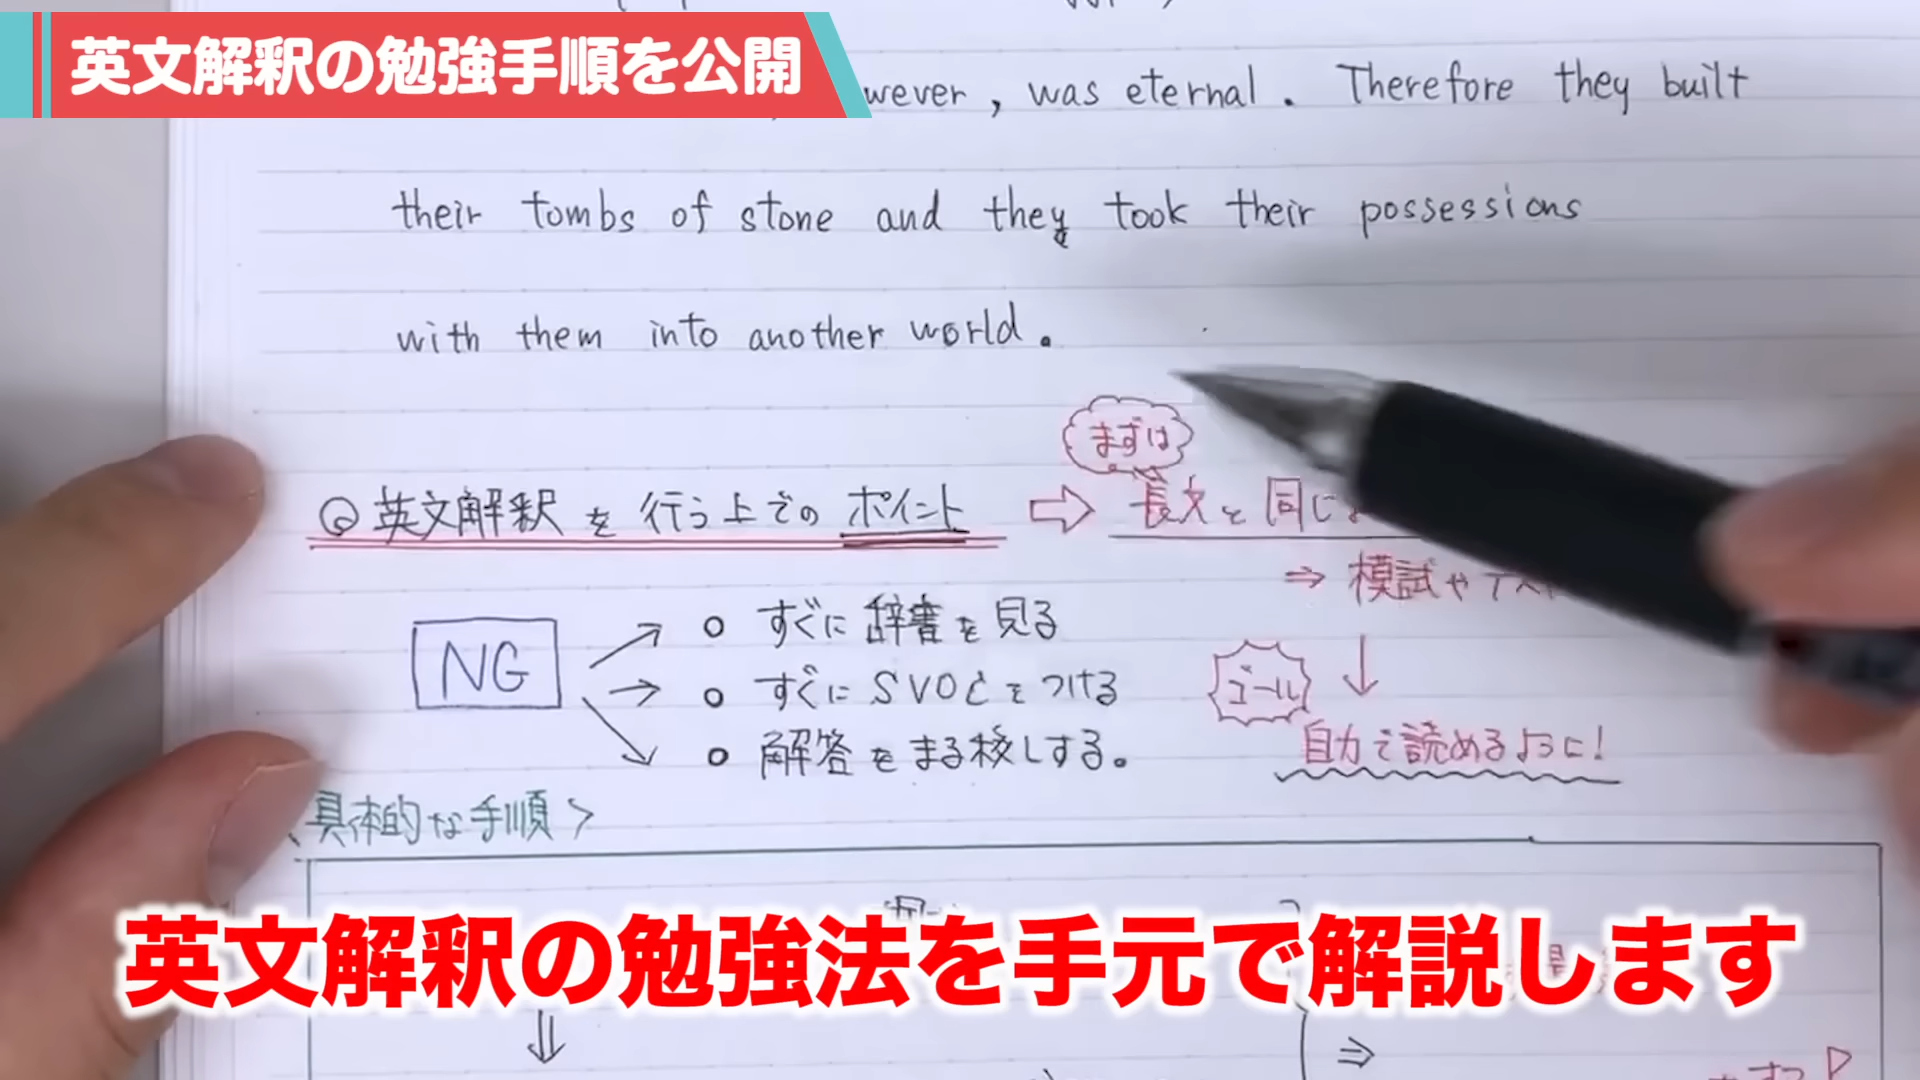 英文解釈の勉強手順を公開
wever , was eternal . Therefore they built
their tombs of stone and they took their possessions
with them into another world .
まずは
◎英文解釈を行う上でのポイント ⇨ 長文と同じ
⇒ 模試や
NG
○ すぐに辞書を見る
○ すぐにSVOCをつける
○ 解答をまる検しする。
ゴール
自力で読めるように!
具体的な手順>
英文解釈の勉強法を手元で解説します